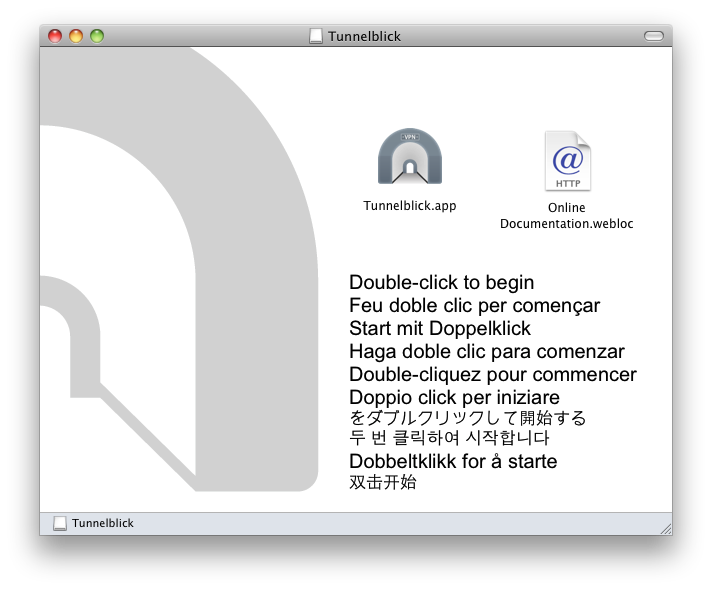 Tunnelblick
VPN
Tunnelblick.app
HTTP
Online
Documentation.webloc
Double-click to begin
Feu doble clic per començar
Start mit Doppelklick
Haga doble clic para comenzar
Double-cliquez pour commencer
Doppio click per iniziare
をダブルクリックして開始する
두 번 클릭하여 시작합니다
Dobbeltklikk for å starte
双击开始
Tunnelblick